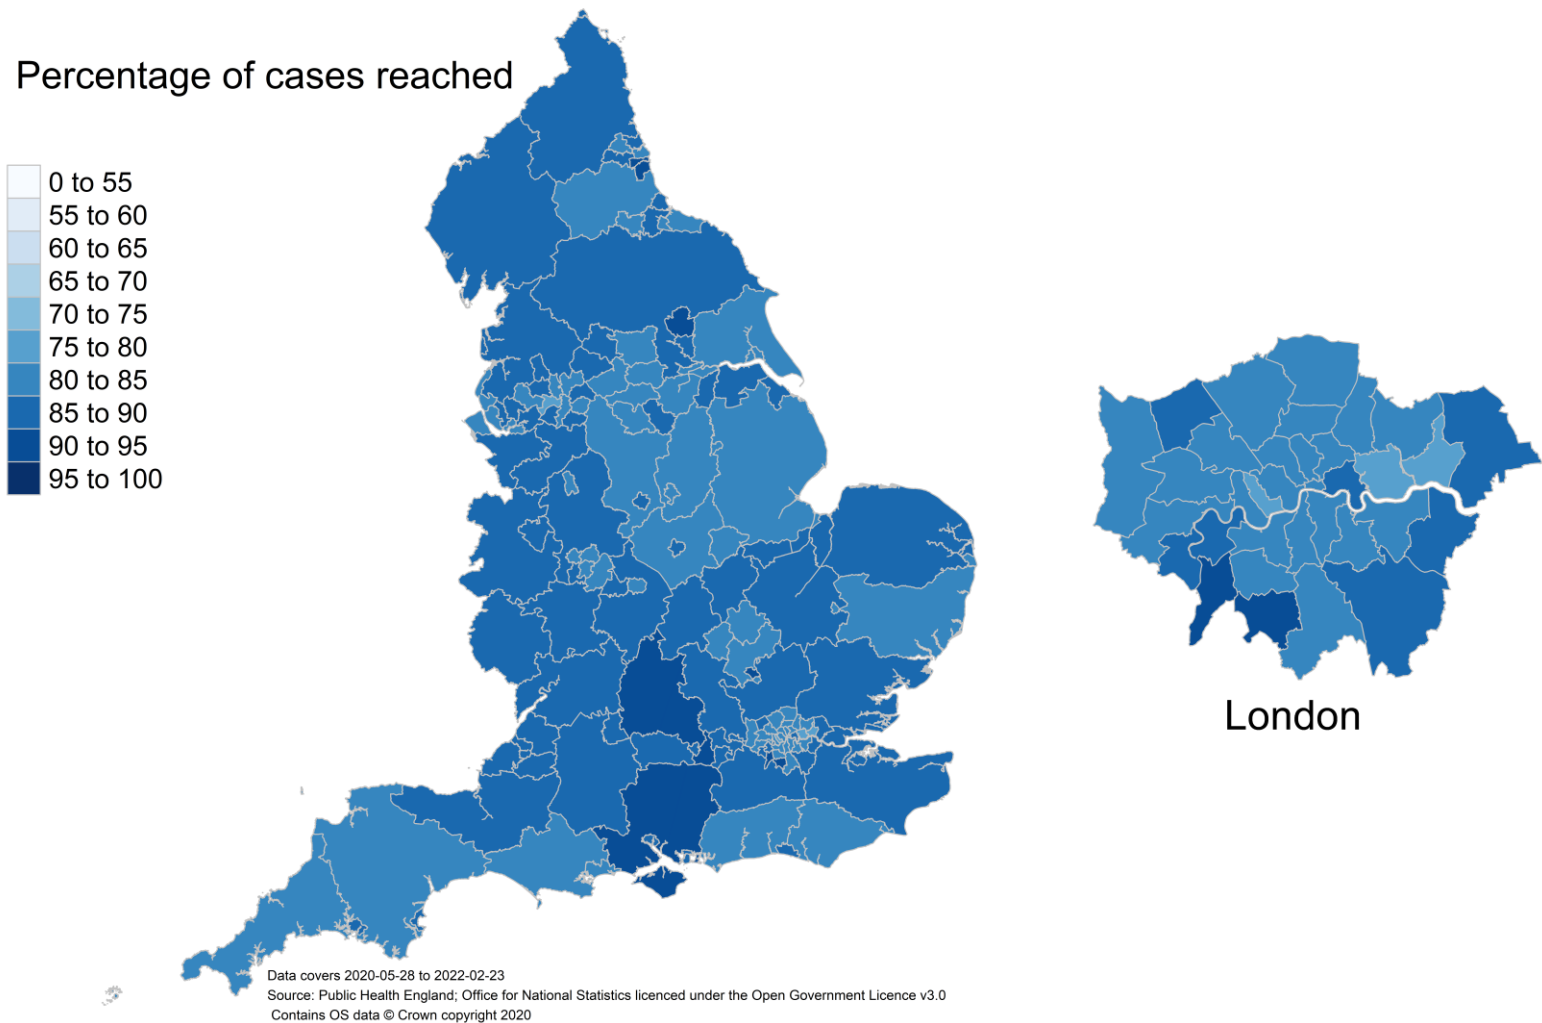 Percentage of cases reached
0 to 55
55 to 60
60 to 65
65 to 70
70 to 75
75 to 80
80 to 85
85 to 90
90 to 95
95 to 100
London
Data covers 2020-05-28 to 2022-02-23
Source: Public Health England; Office for National Statistics licenced under the Open Government Licence v3.0
Contains OS data © Crown copyright 2020